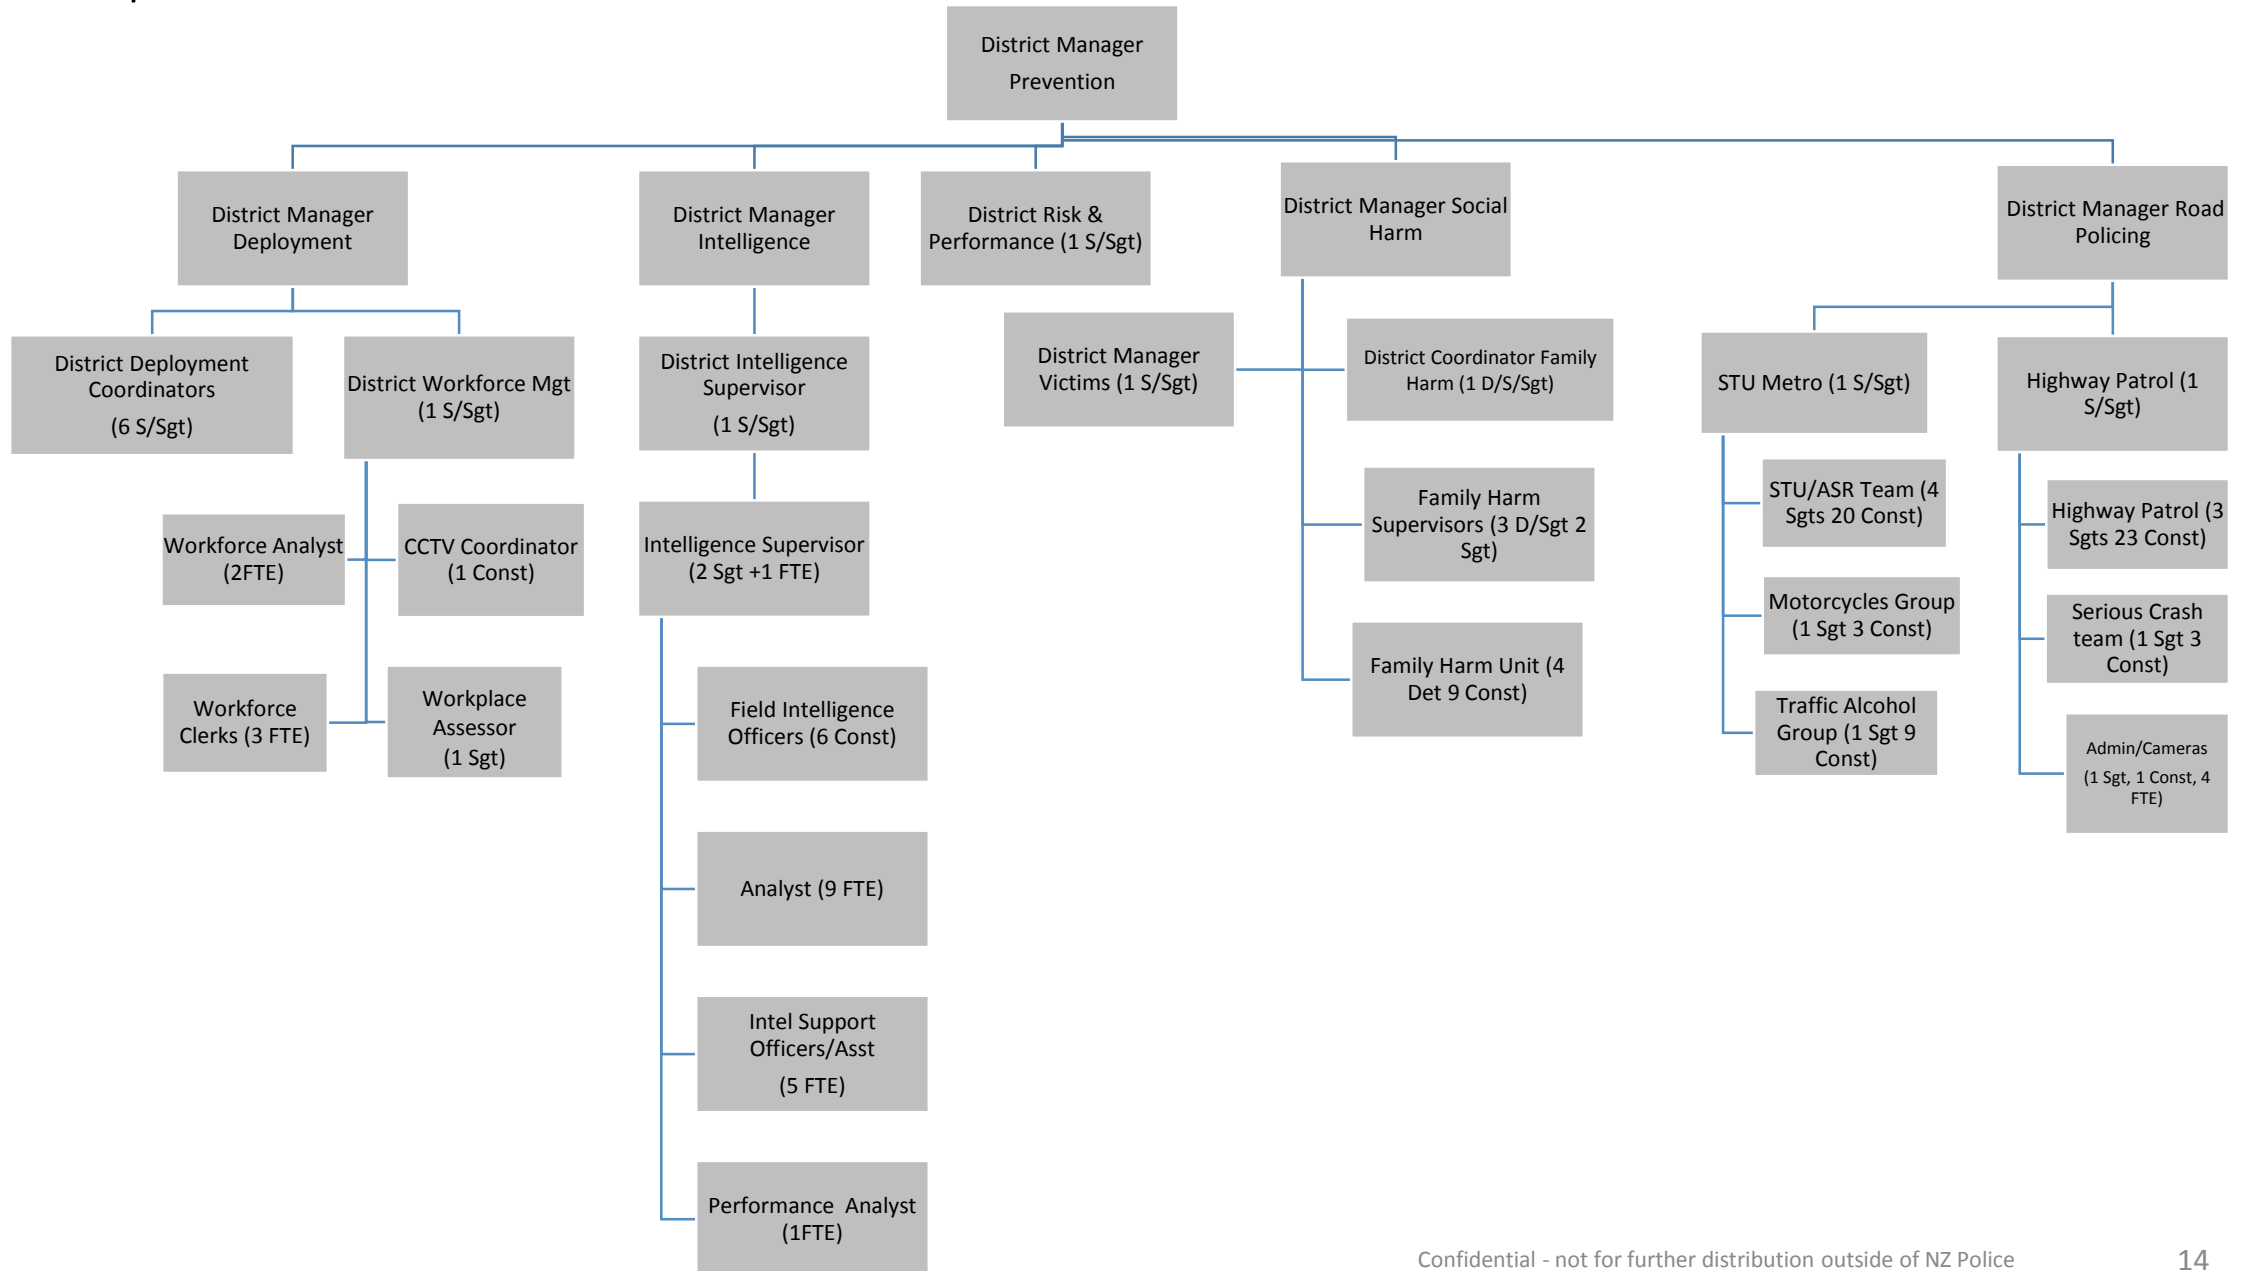 District Manager
Prevention
District Manager
Deployment
District Manager
Intelligence
District Risk &
Performance (1 S/Sgt)
District Manager Social
Harm
District Manager Road
Policing
District Deployment
Coordinators
(6 S/Sgt)
District Workforce Mgt
(1 S/Sgt)
Workforce Analyst
(2FTE)
CCTV Coordinator
(1 Const)
Workforce
Clerks (3 FTE)
Workplace
Assessor
(1 Sgt)
District Intelligence
Supervisor
(1 S/Sgt)
Intelligence Supervisor
(2 Sgt +1 FTE)
Field Intelligence
Officers (6 Const)
Analyst (9 FTE)
Intel Support
Officers/Asst
(5 FTE)
Performance  Analyst
(1FTE)
District Manager
Victims (1 S/Sgt)
District Coordinator Family
Harm (1 D/S/Sgt)
Family Harm
Supervisors (3 D/Sgt 2
Sgt)
Family Harm Unit (4
Det 9 Const)
STU Metro (1 S/Sgt)
STU/ASR Team (4
Sgts 20 Const)
Motorcycles Group
(1 Sgt 3 Const)
Traffic Alcohol
Group (1 Sgt 9
Const)
Highway Patrol (1
S/Sgt)
Highway Patrol (3
Sgts 23 Const)
Serious Crash
team (1 Sgt 3
Const)
Admin/Cameras
(1 Sgt, 1 Const, 4
FTE)
Confidential - not for further distribution outside of NZ Police
14